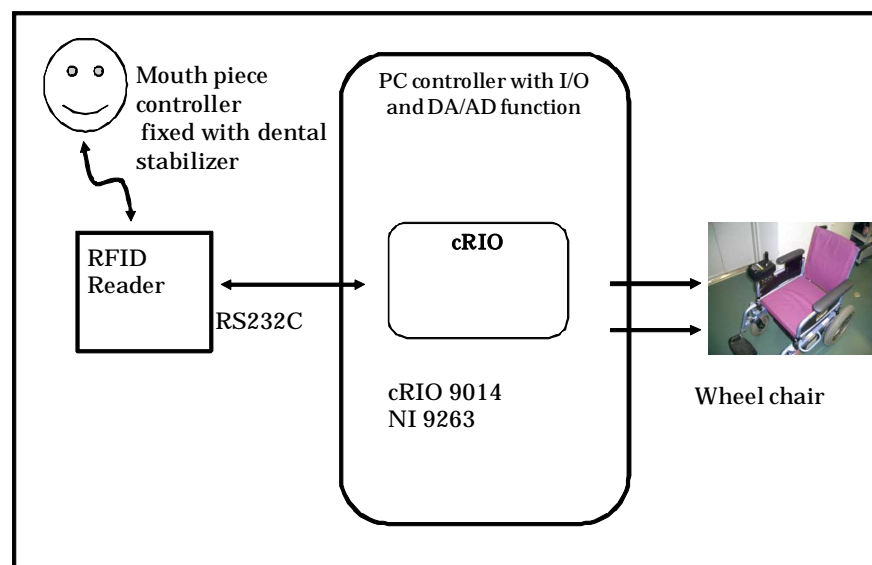 Mouth piece
controller
fixed with dental
stabilizer
PC controller with I/O
and DA/AD function
RFID
Reader
RS232C
cRIO
cRIO 9014
NI 9263
Wheel chair